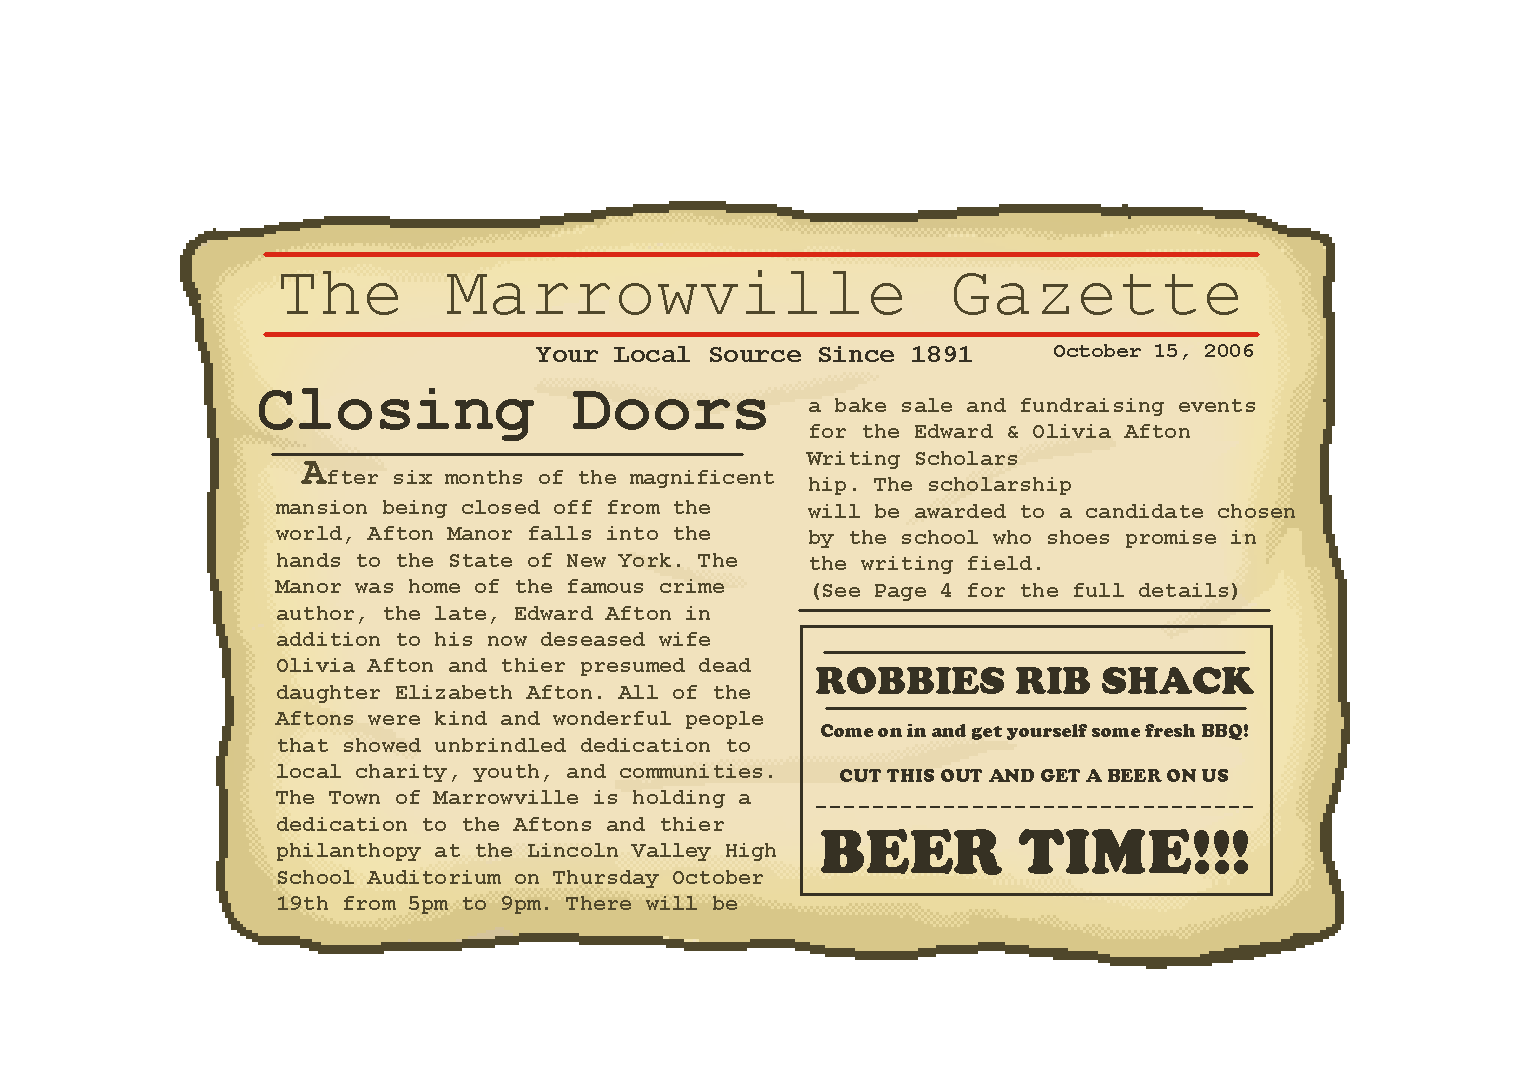 The Marrowville Gazette
Your Local Source Since 1891
October 15, 2006
Closing Doors
After six months of the magnificent
mansion being closed off from the
world, Afton Manor falls into the
hands to the State of New York. The
Manor was home of the famous crime
author, the late, Edward Afton in
addition to his now deseased wife
Olivia Afton and thier presumed dead
daughter Elizabeth Afton. All of the
Aftons were kind and wonderful people
that showed unbrindled dedication to
local charity, youth, and communities.
The Town of Marrowville is holding a
dedication to the Aftons and thier
philanthopy at the Lincoln Valley High
School Auditorium on Thursday October
19th from 5pm to 9pm. There will be
a bake sale and fundraising events
for the Edward & Olivia Afton
Writing Scholars
hip. The scholarship
will be awarded to a candidate chosen
by the school who shoes promise in
the writing field.
(See Page 4 for the full details)
ROBBIES RIB SHACK
Come on in and get yourself some fresh BBQ!
CUT THIS OUT AND GET A BEER ON US
BEER TIME!!!